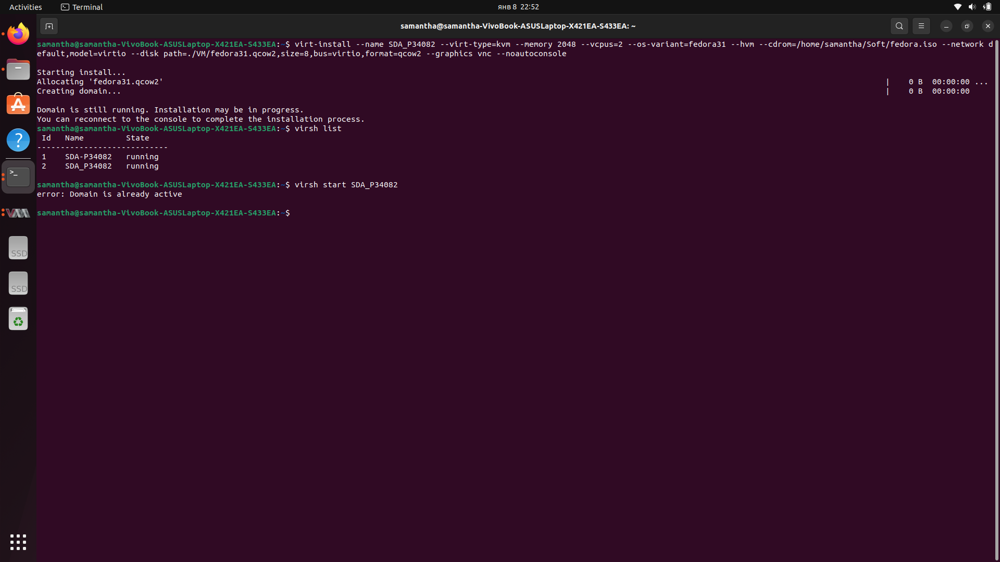 Activities Terminal янв 8 22:52
samantha@samantha-VivoBook-ASUSLaptop-X421EA-S433EA: ~
samantha@samantha-VivoBook-ASUSLaptop-X421EA-S433EA:~$ virt-install --name SDA_P34082 --virt-type=kvm --memory 2048 --vcpus=2 --os-variant=fedora31 --hvm --cdrom=/home/samantha/Soft/fedora.iso --network d
efault,model=virtio --disk path=./VM/fedora31.qcow2,size=8,bus=virtio,format=qcow2 --graphics vnc --noautoconsole
Starting install...
Allocating 'fedora31.qcow2' | 0 B 00:00:00 ...
Creating domain... | 0 B 00:00:00
Domain is still running. Installation may be in progress.
You can reconnect to the console to complete the installation process.
samantha@samantha-VivoBook-ASUSLaptop-X421EA-S433EA:~$ virsh list
Id Name State
----------------------------
1 SDA-P34082 running
2 SDA_P34082 running
samantha@samantha-VivoBook-ASUSLaptop-X421EA-S433EA:~$ virsh start SDA_P34082
error: Domain is already active
samantha@samantha-VivoBook-ASUSLaptop-X421EA-S433EA:~$
SSD
SSD